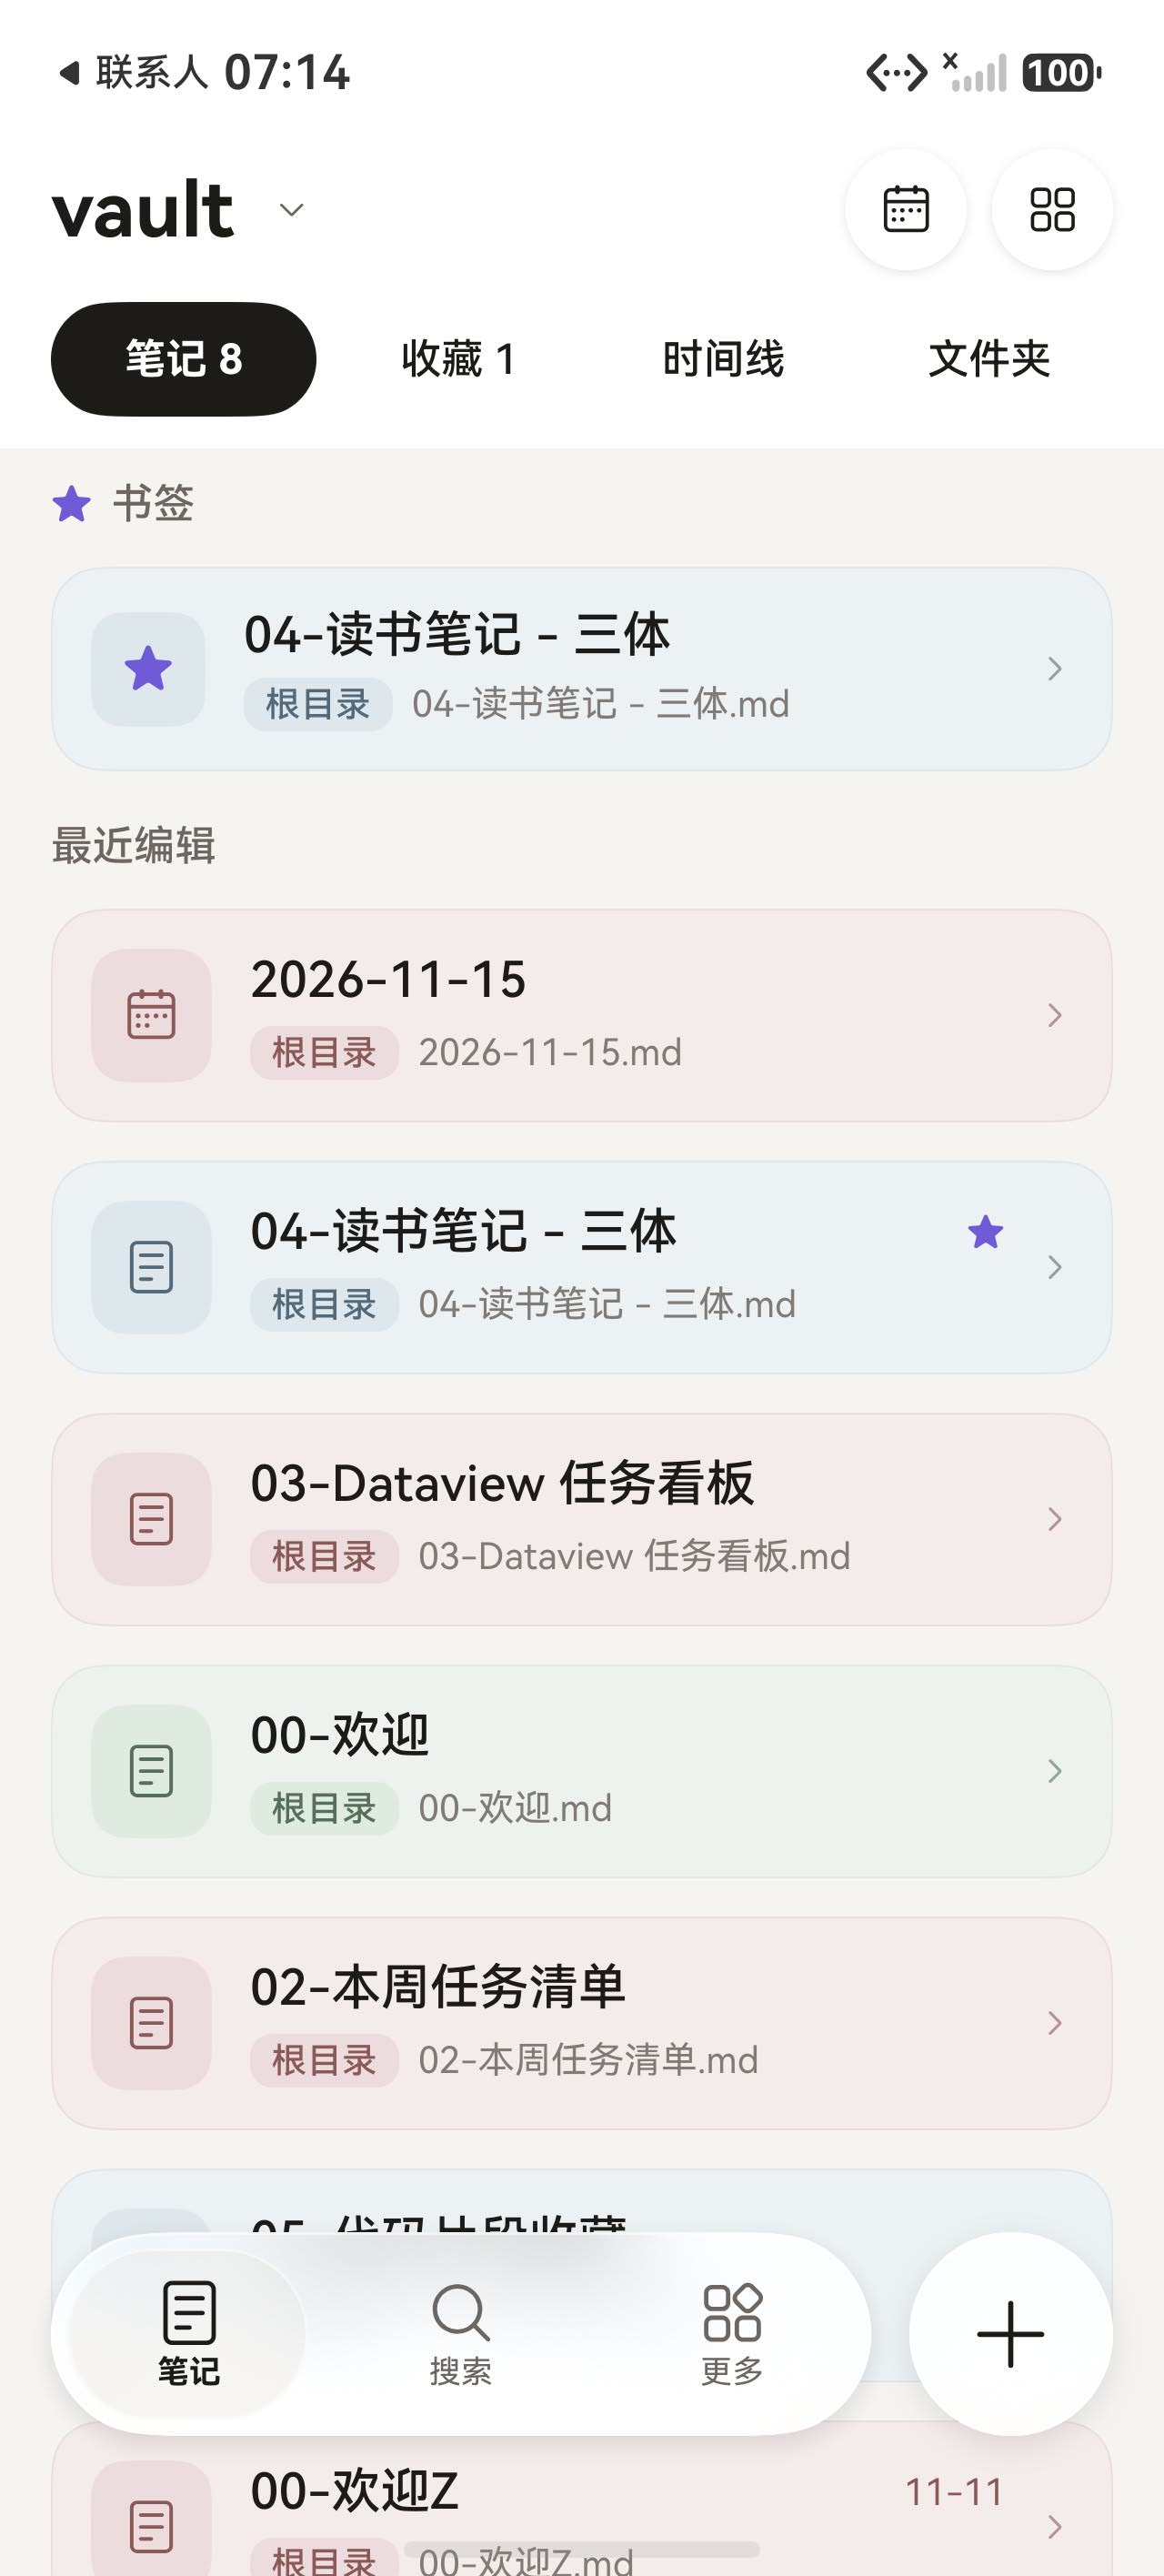 联系人 07:14
100
vault
笔记 8
收藏 1
时间线
文件夹
书签
04-读书笔记 - 三体
根目录 04-读书笔记 - 三体.md
最近编辑
2026-11-15
根目录 2026-11-15.md
04-读书笔记 - 三体
根目录 04-读书笔记 - 三体.md
03-Dataview 任务看板
根目录 03-Dataview 任务看板.md
00-欢迎
根目录 00-欢迎.md
02-本周任务清单
根目录 02-本周任务清单.md
05-代码片段收藏
笔记
搜索
更多
00-欢迎Z
11-11
根目录 00-欢迎Z.md